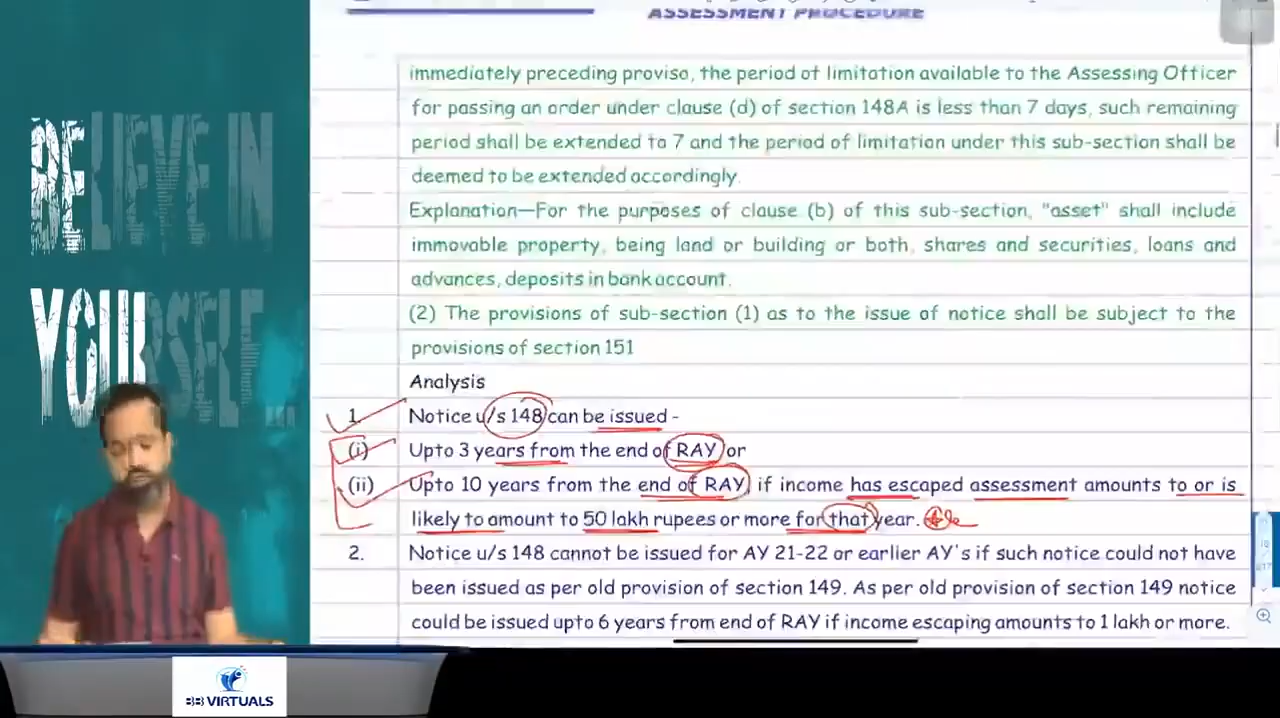 ASSESSMENT PROCEDURE
BELIEVE IN
YOURSELF...
immediately preceding proviso, the period of limitation available to the Assessing Officer
for passing an order under clause (d) of section 148A is less than 7 days, such remaining
period shall be extended to 7 and the period of limitation under this sub-section shall be
deemed to be extended accordingly.
Explanation—For the purposes of clause (b) of this sub-section, "asset" shall include
immovable property, being land or building or both, shares and securities, loans and
advances, deposits in bank account.
(2) The provisions of sub-section (1) as to the issue of notice shall be subject to the
provisions of section 151
Analysis
1. Notice u/s 148 can be issued -
(i) Upto 3 years from the end of RAY or
(ii) Upto 10 years from the end of RAY, if income has escaped assessment amounts to or is
likely to amount to 50 lakh rupees or more for that year.
2. Notice u/s 148 cannot be issued for AY 21-22 or earlier AY's if such notice could not have
been issued as per old provision of section 149. As per old provision of section 149 notice
could be issued upto 6 years from end of RAY if income escaping amounts to 1 lakh or more.
BB VIRTUALS